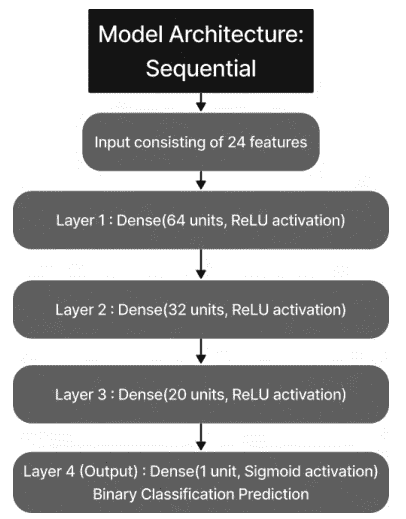 Model Architecture:
Sequential
Input consisting of 24 features
Layer 1 : Dense(64 units, ReLU activation)
Layer 2 : Dense(32 units, ReLU activation)
Layer 3 : Dense(20 units, ReLU activation)
Layer 4 (Output) : Dense(1 unit, Sigmoid activation)
Binary Classification Prediction